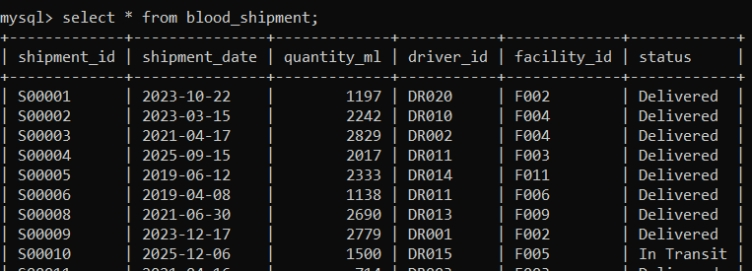 mysql> select * from blood_shipment;
+-------------+---------------+-------------+-----------+-------------+------------+
| shipment_id | shipment_date | quantity_ml | driver_id | facility_id | status     |
+-------------+---------------+-------------+-----------+-------------+------------+
| S00001      | 2023-10-22    |        1197 | DR020     | F002        | Delivered  |
| S00002      | 2023-03-15    |        2242 | DR010     | F004        | Delivered  |
| S00003      | 2021-04-17    |        2829 | DR002     | F004        | Delivered  |
| S00004      | 2025-09-15    |        2017 | DR011     | F003        | Delivered  |
| S00005      | 2019-06-12    |        2333 | DR014     | F011        | Delivered  |
| S00006      | 2019-04-08    |        1138 | DR011     | F006        | Delivered  |
| S00008      | 2021-06-30    |        2690 | DR013     | F009        | Delivered  |
| S00009      | 2023-12-17    |        2779 | DR001     | F002        | Delivered  |
| S00010      | 2025-12-06    |        1500 | DR015     | F005        | In Transit |